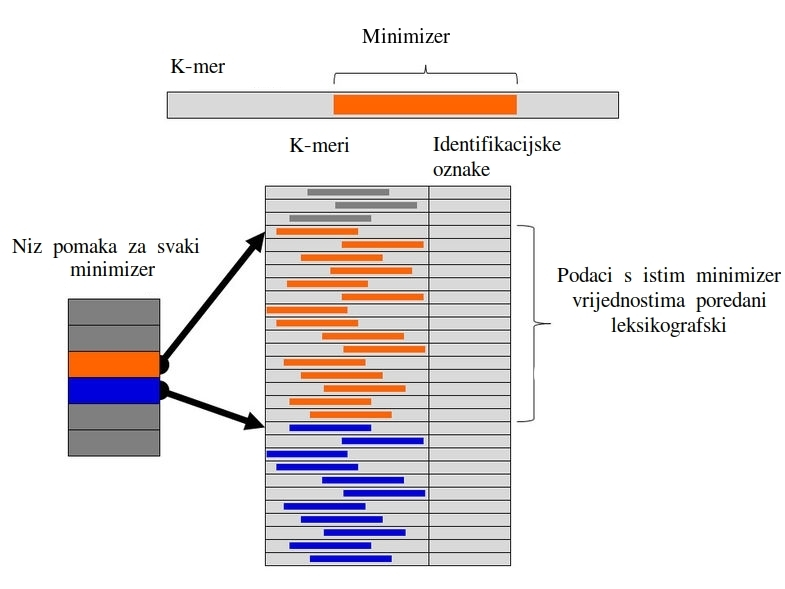 Minimizer
K-mer
K-meri
Identifikacijske
oznake
Niz pomaka za svaki
minimizer
Podaci s istim minimizer
vrijednostima poredani
leksikografski